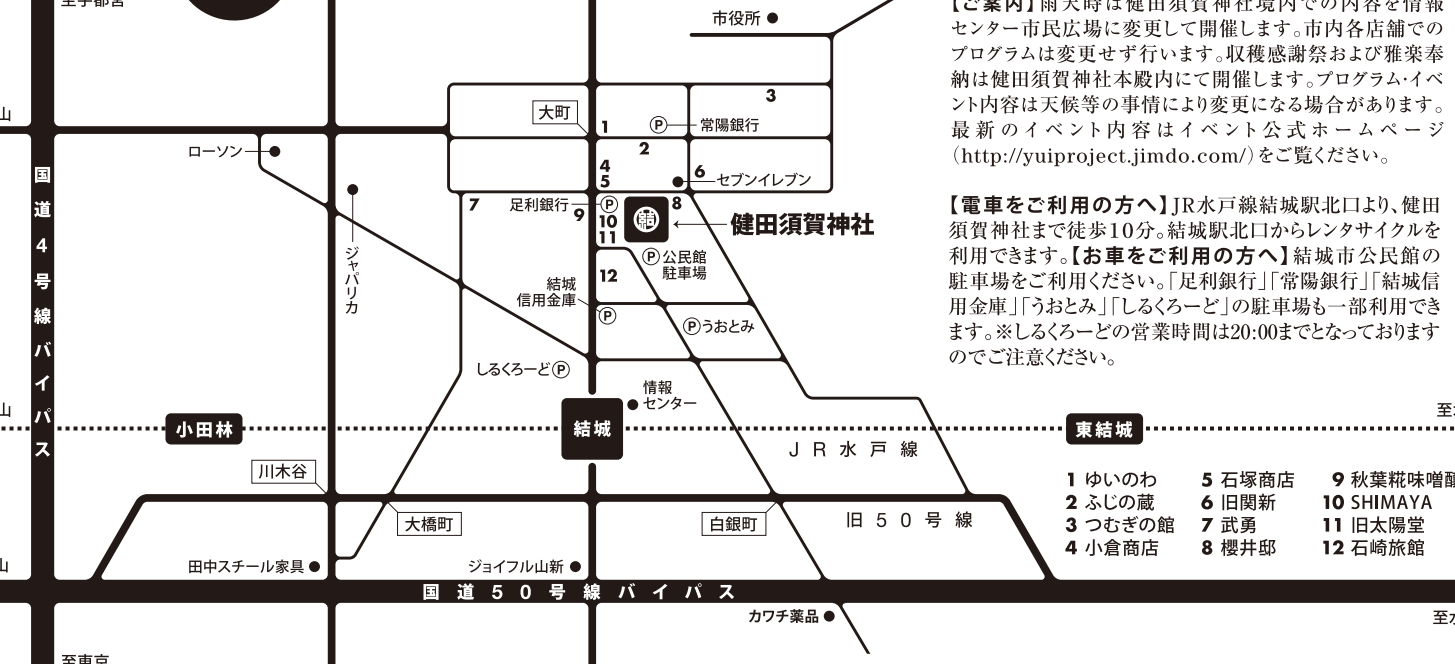 至宇都宮
市役所
大町
1
P
常陽銀行
3
ローソン
2
4
5
6
セブンイレブン
国道4号線バイパス
7
足利銀行
P
9
10
11
8
健田須賀神社
ジャパリカ
P
公民館
駐車場
12
結城
信用金庫
P
P
うおとみ
しるくろーど
P
情報
センター
小田林
結城
東結城
JR水戸線
川木谷
大橋町
白銀町
旧50号線
田中スチール家具
ジョイフル山新
国道50号線バイパス
カワチ薬品
至東京
【ご案内】雨天時は健田須賀神社境内での内容を情報
センター市民広場に変更して開催します。市内各店舗での
プログラムは変更せず行います。収穫感謝祭および雅楽奉
納は健田須賀神社本殿内にて開催します。プログラム・イベ
ント内容は天候等の事情により変更になる場合があります。
最新のイベント内容はイベント公式ホームページ
（http://yuiproject.jimdo.com/）をご覧ください。
【電車をご利用の方へ】JR水戸線結城駅北口より、健田
須賀神社まで徒歩10分。結城駅北口からレンタサイクルを
利用できます。【お車をご利用の方へ】結城市公民館の
駐車場をご利用ください。「足利銀行」「常陽銀行」「結城信
用金庫」「うおとみ」「しるくろーど」の駐車場も一部利用でき
ます。※しるくろーどの営業時間は20:00までとなっております
のでご注意ください。
1 ゆいのわ
2 ふじの蔵
3 つむぎの館
4 小倉商店
5 石塚商店
6 旧関新
7 武勇
8 櫻井邸
9 秋葉糀味噌醸
10 SHIMAYA
11 旧太陽堂
12 石崎旅館